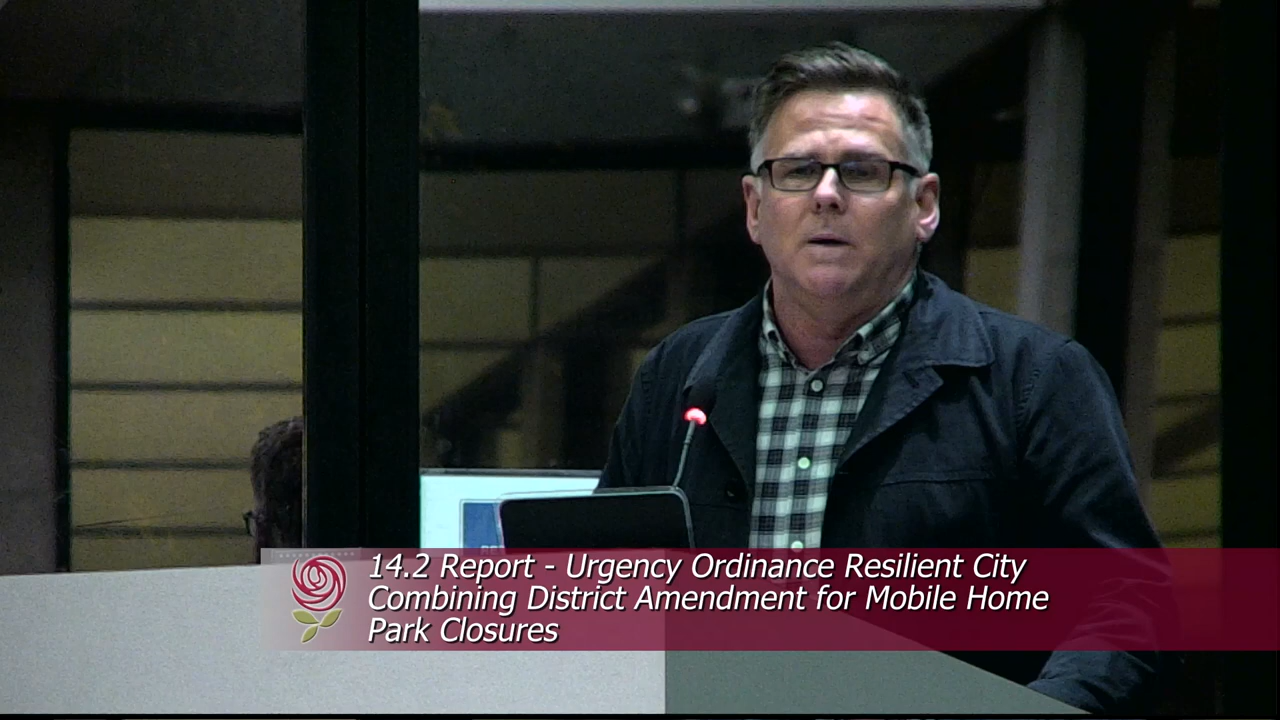 14.2 Report - Urgency Ordinance Resilient City
Combining District Amendment for Mobile Home
Park Closures